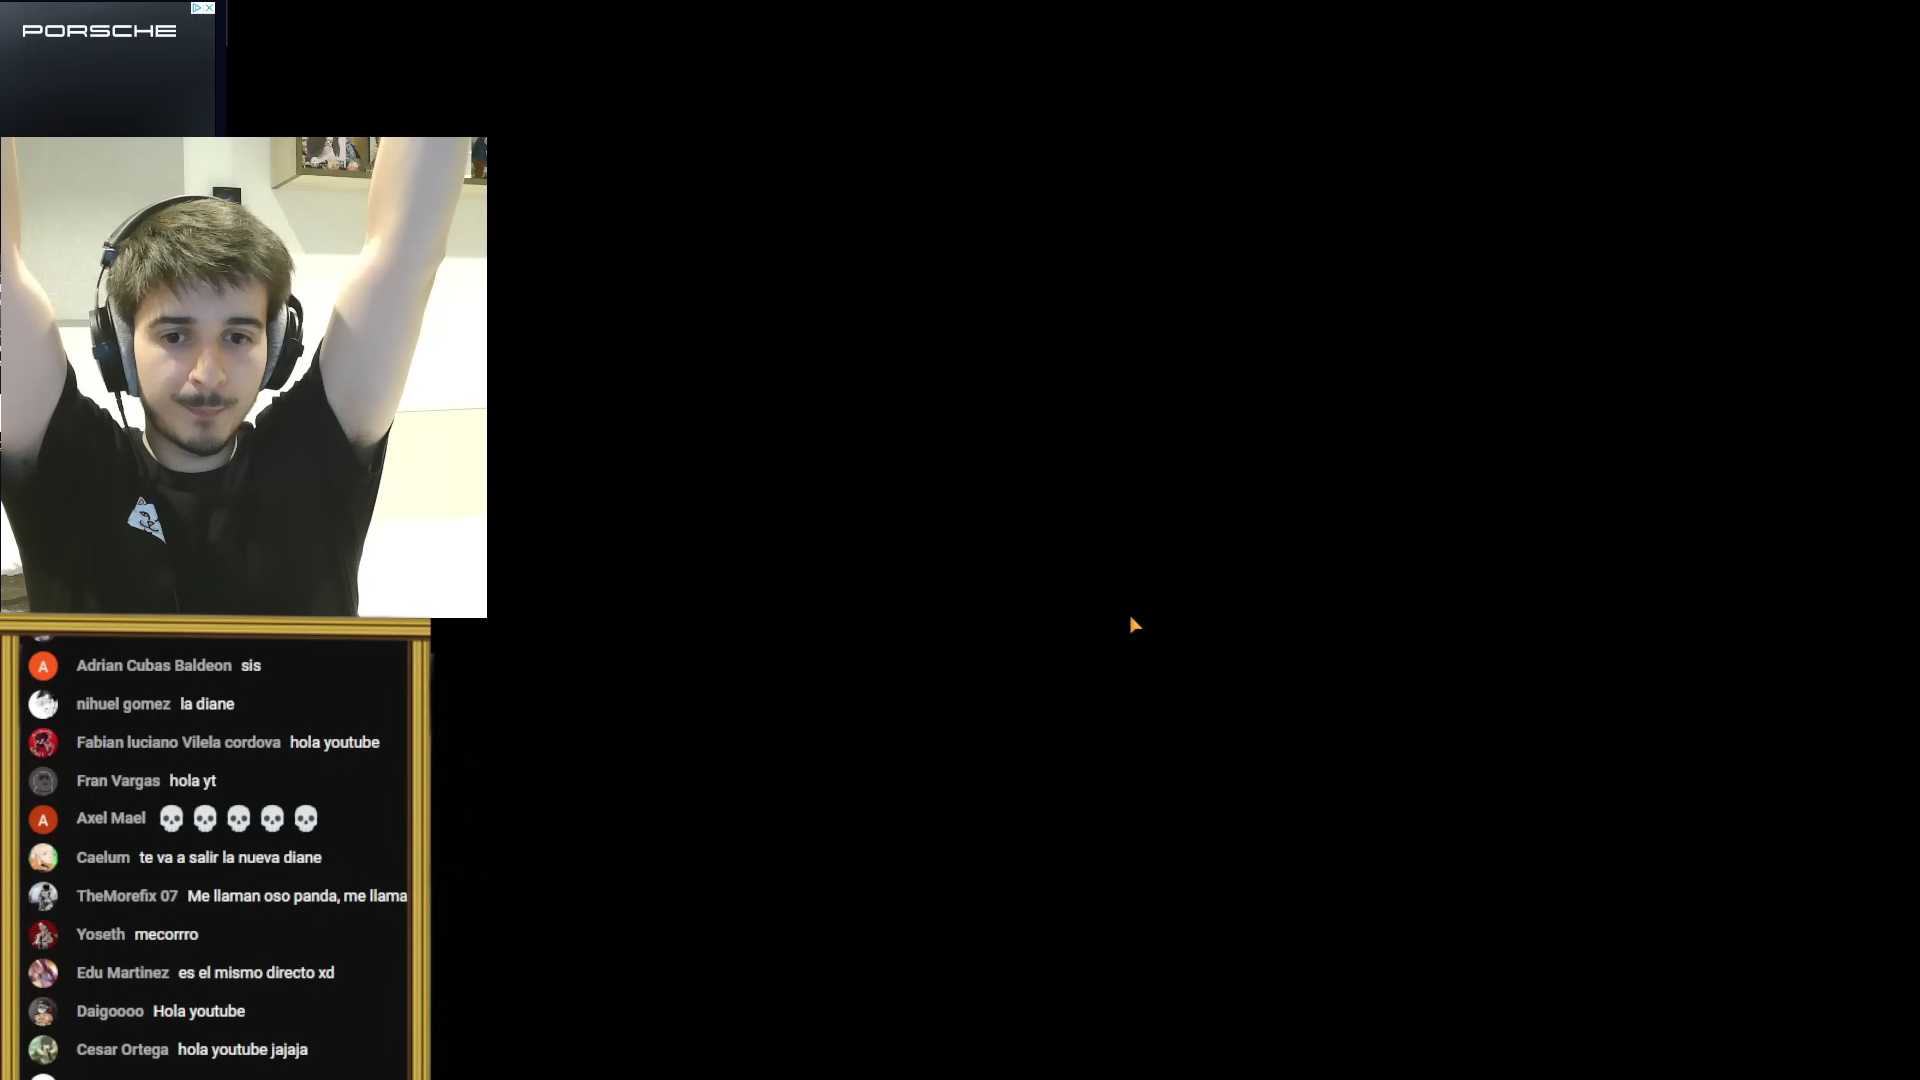 PORSCHE
A Adrian Cubas Baldeon sis
nihuel gomez la diane
Fabian luciano Vilela cordova hola youtube
Fran Vargas hola yt
A Axel Mael 💀 💀 💀 💀 💀
Caelum te va a salir la nueva diane
TheMorefix 07 Me llaman oso panda, me llama
Yoseth mecorrro
Edu Martinez es el mismo directo xd
Daigoooo Hola youtube
Cesar Ortega hola youtube jajaja